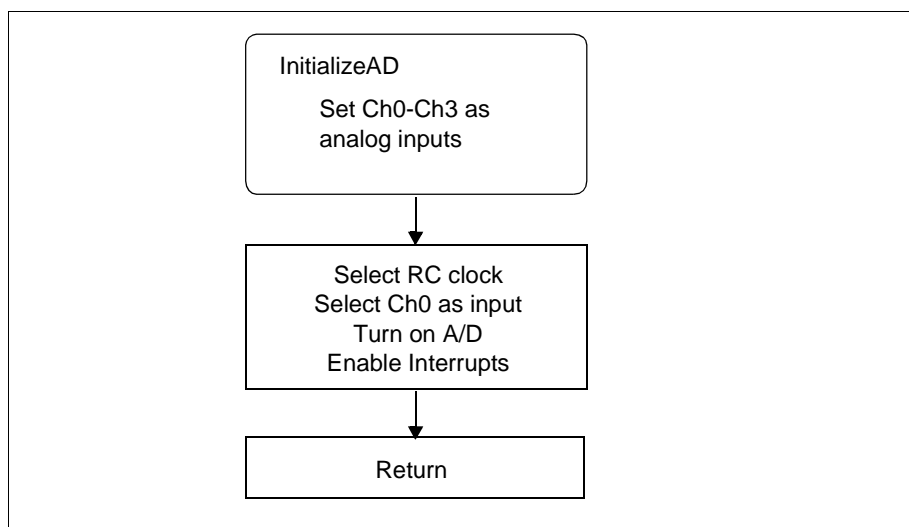 InitializeAD
Set Ch0-Ch3 as
analog inputs
Select RC clock
Select Ch0 as input
Turn on A/D
Enable Interrupts
Return